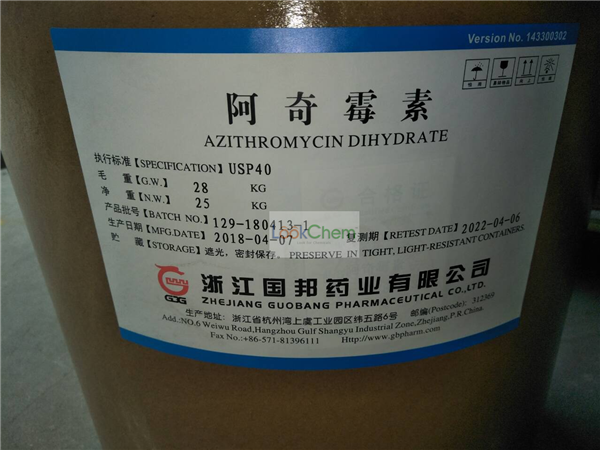 Version No. 143300302
阿奇霉素
AZITHROMYCIN DIHYDRATE
执行标准【SPECIFICATION】USP40
毛 重【G.W.】 28 KG
净 重【N.W.】 25 KG
产品批号【BATCH NO.】129-180413-1
生产日期【MFG.DATE】2018-04-07 复测期【RETEST DATE】2022-04-06
贮 藏【STORAGE】遮光，密封保存。PRESERVE IN TIGHT, LIGHT-RESISTANT CONTAINERS.
LookChem
GBG 浙江国邦药业有限公司
ZHEJIANG GUOBANG PHARMACEUTICAL CO.,LTD.
生产地址: 浙江省杭州湾上虞工业园区纬五路6号 邮编(Postcode): 312369
Add.:NO.6 Weiwu Road,Hangzhou Gulf Shangyu Industrial Zone,Zhejiang,P.R.China.
Fax No.:+86-571-81396111 Http://www.gbpharm.com